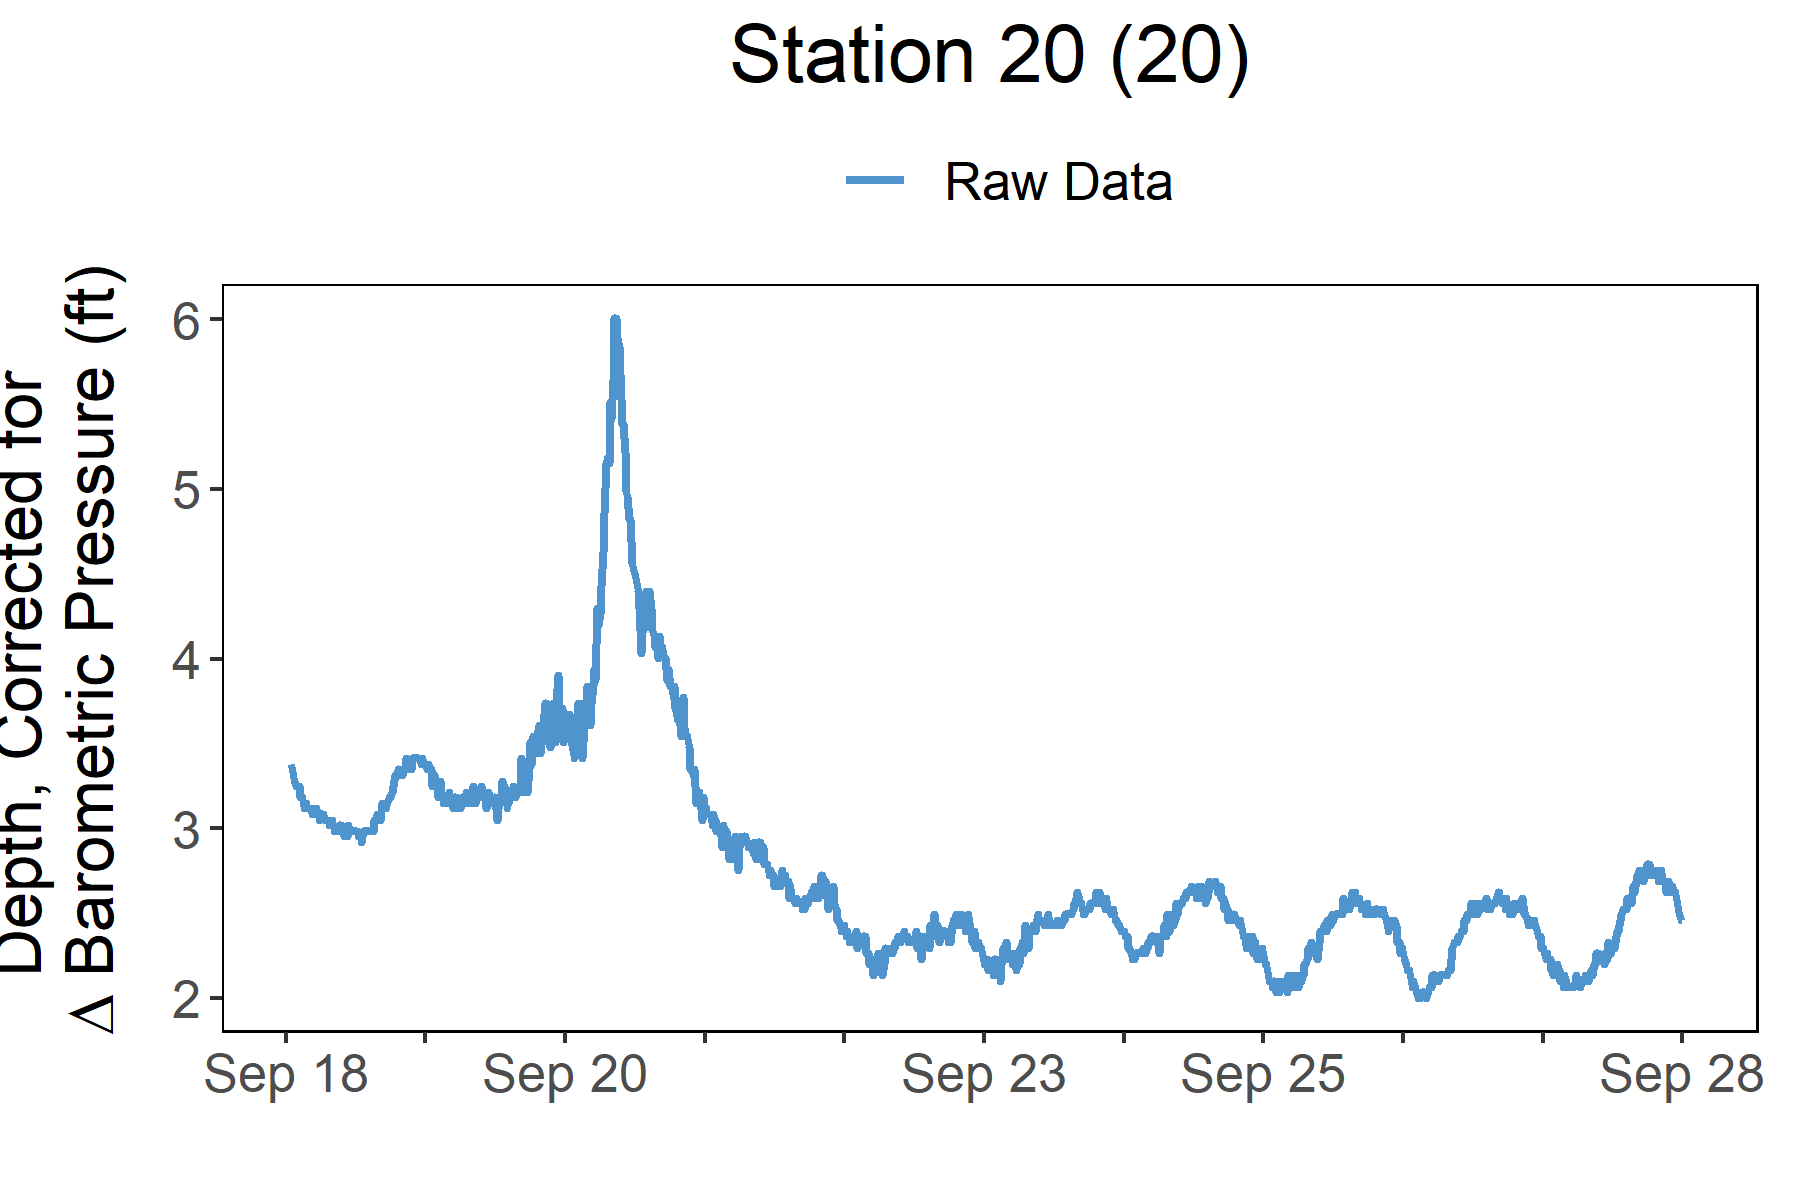 Station 20 (20)
Raw Data
Depth, Corrected for
Δ Barometric Pressure (ft)
6
5
4
3
2
Sep 18
Sep 20
Sep 23
Sep 25
Sep 28